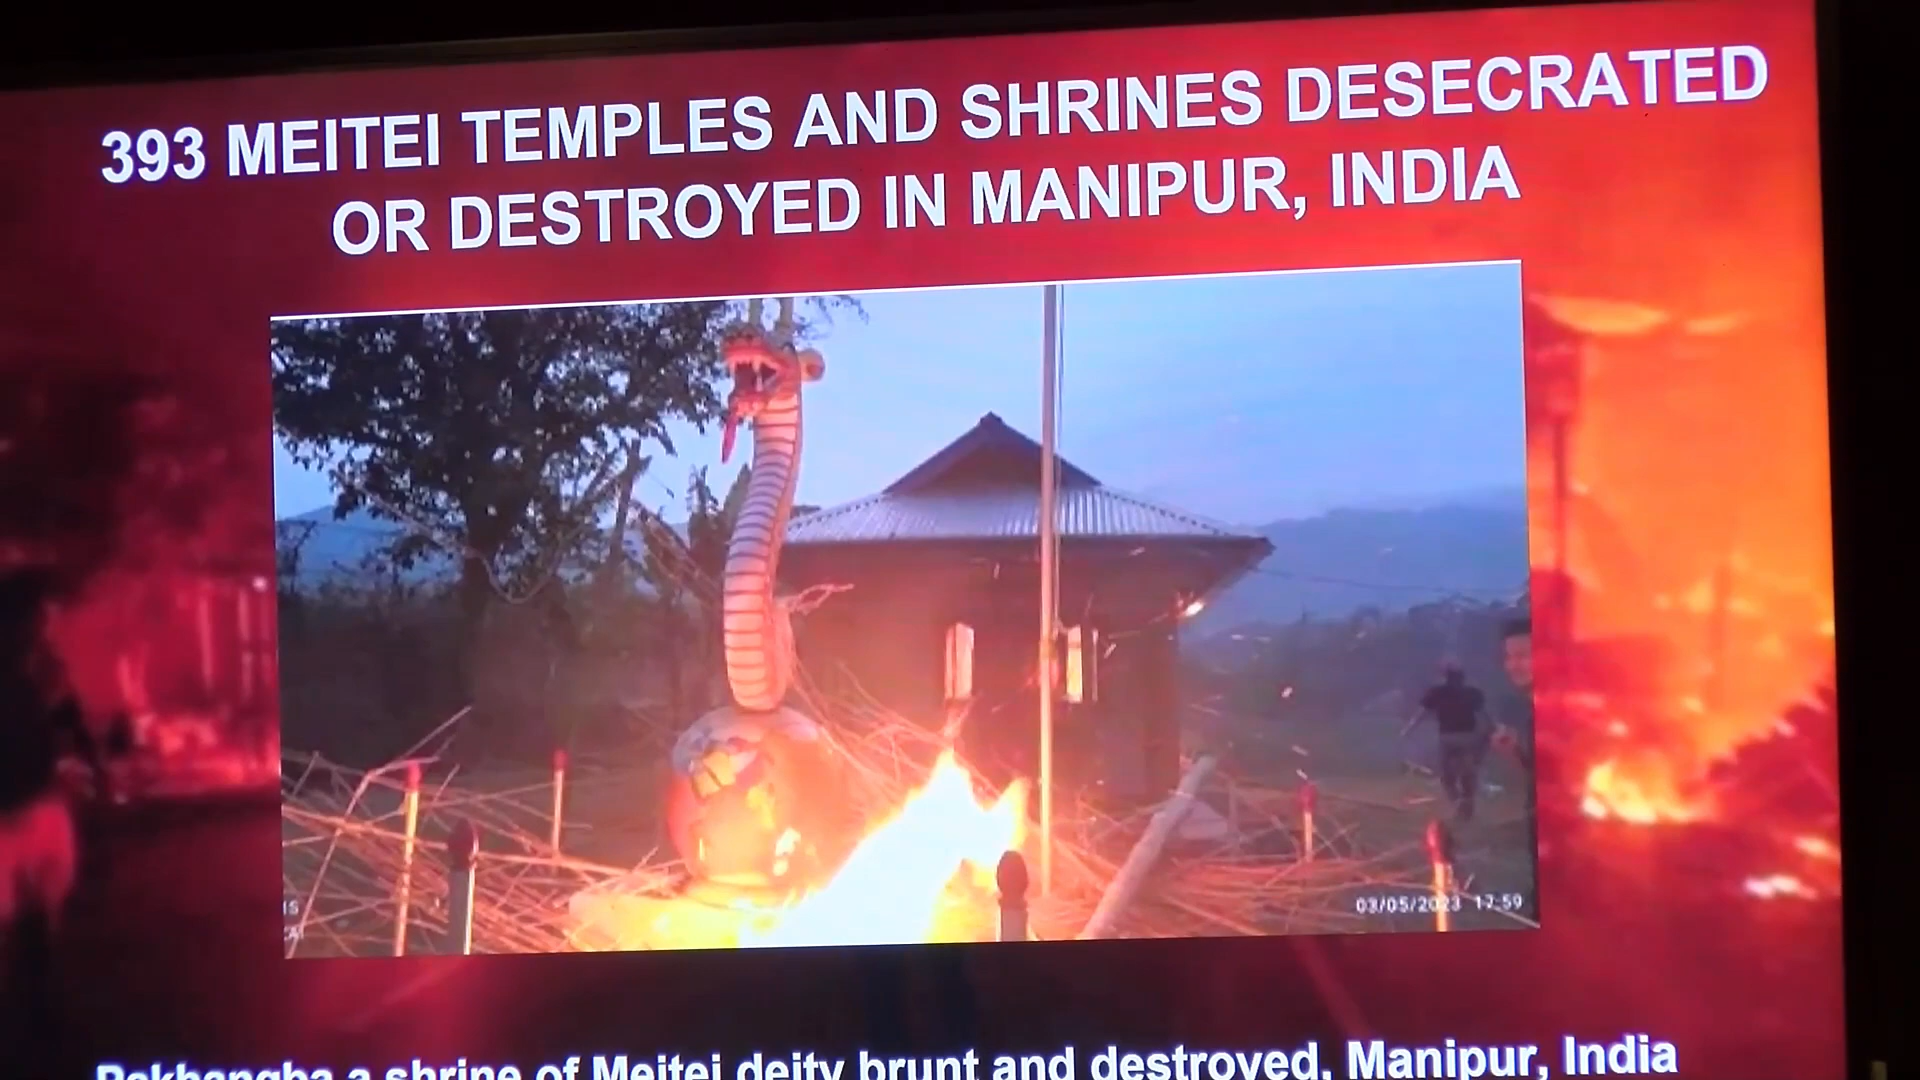 393 MEITEI TEMPLES AND SHRINES DESECRATED
OR DESTROYED IN MANIPUR, INDIA
03/05/2023 17:59
Pakhangba a shrine of Meitei deity brunt and destroyed, Manipur, India